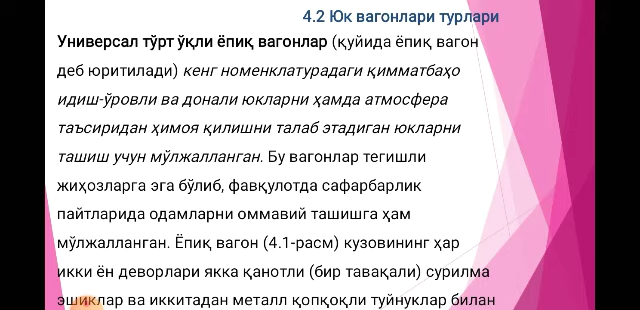 4.2 Юк вагонлари турлари
Универсал тўрт ўқли ёпиқ вагонлар (қуйида ёпиқ вагон
деб юритилади) кенг номенклатурадаги қимматбаҳо
идиш-ўровли ва донали юкларни ҳамда атмосфера
таъсиридан ҳимоя қилишни талаб этадиган юкларни
ташиш учун мўлжалланган. Бу вагонлар тегишли
жиҳозларга эга бўлиб, фавқулотда сафарбарлик
пайтларида одамларни оммавий ташишга ҳам
мўлжалланган. Ёпиқ вагон (4.1-расм) кузовининг ҳар
икки ён деворлари якка қанотли (бир тавақали) сурилма
эшиклар ва иккитадан металл қопқоқли туйнуклар билан